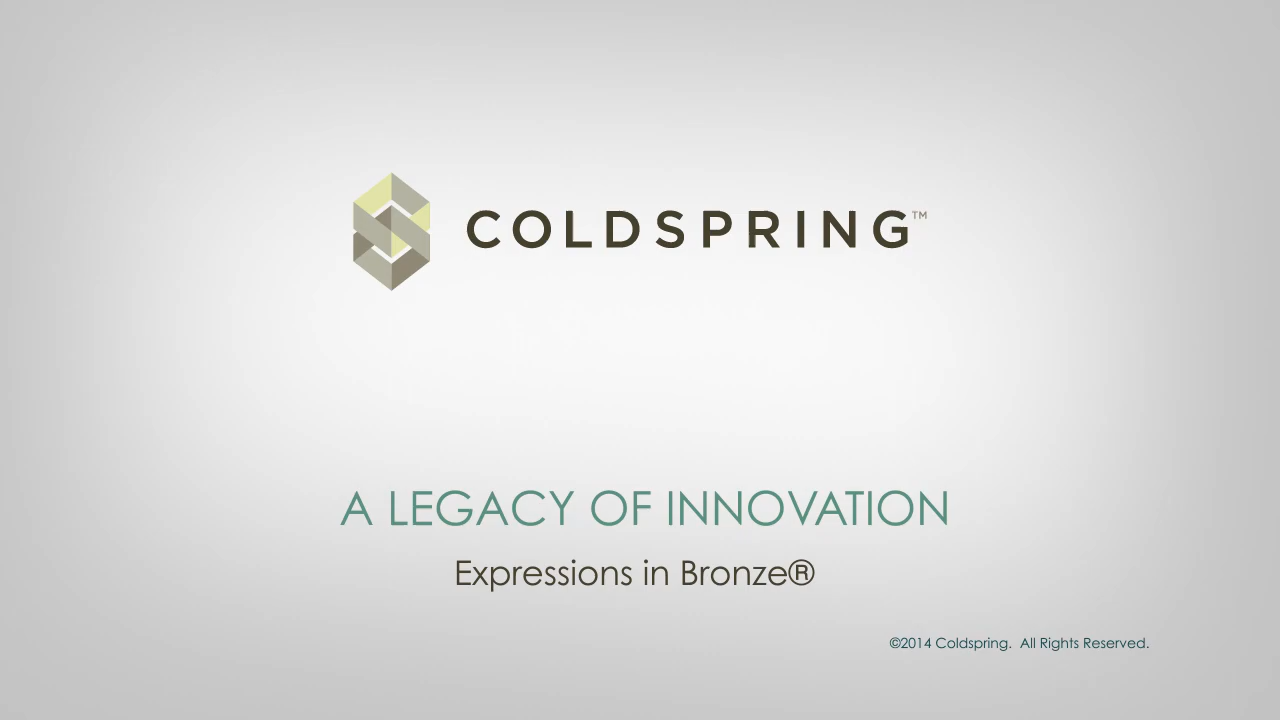 COLDSPRING™
A LEGACY OF INNOVATION
Expressions in Bronze®
©2014 Coldspring.  All Rights Reserved.